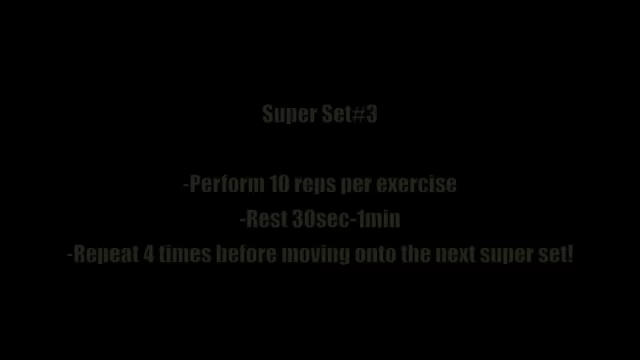 Super Set#3
-Perform 10 reps per exercise
-Rest 30sec-1min
-Repeat 4 times before moving onto the next super set!